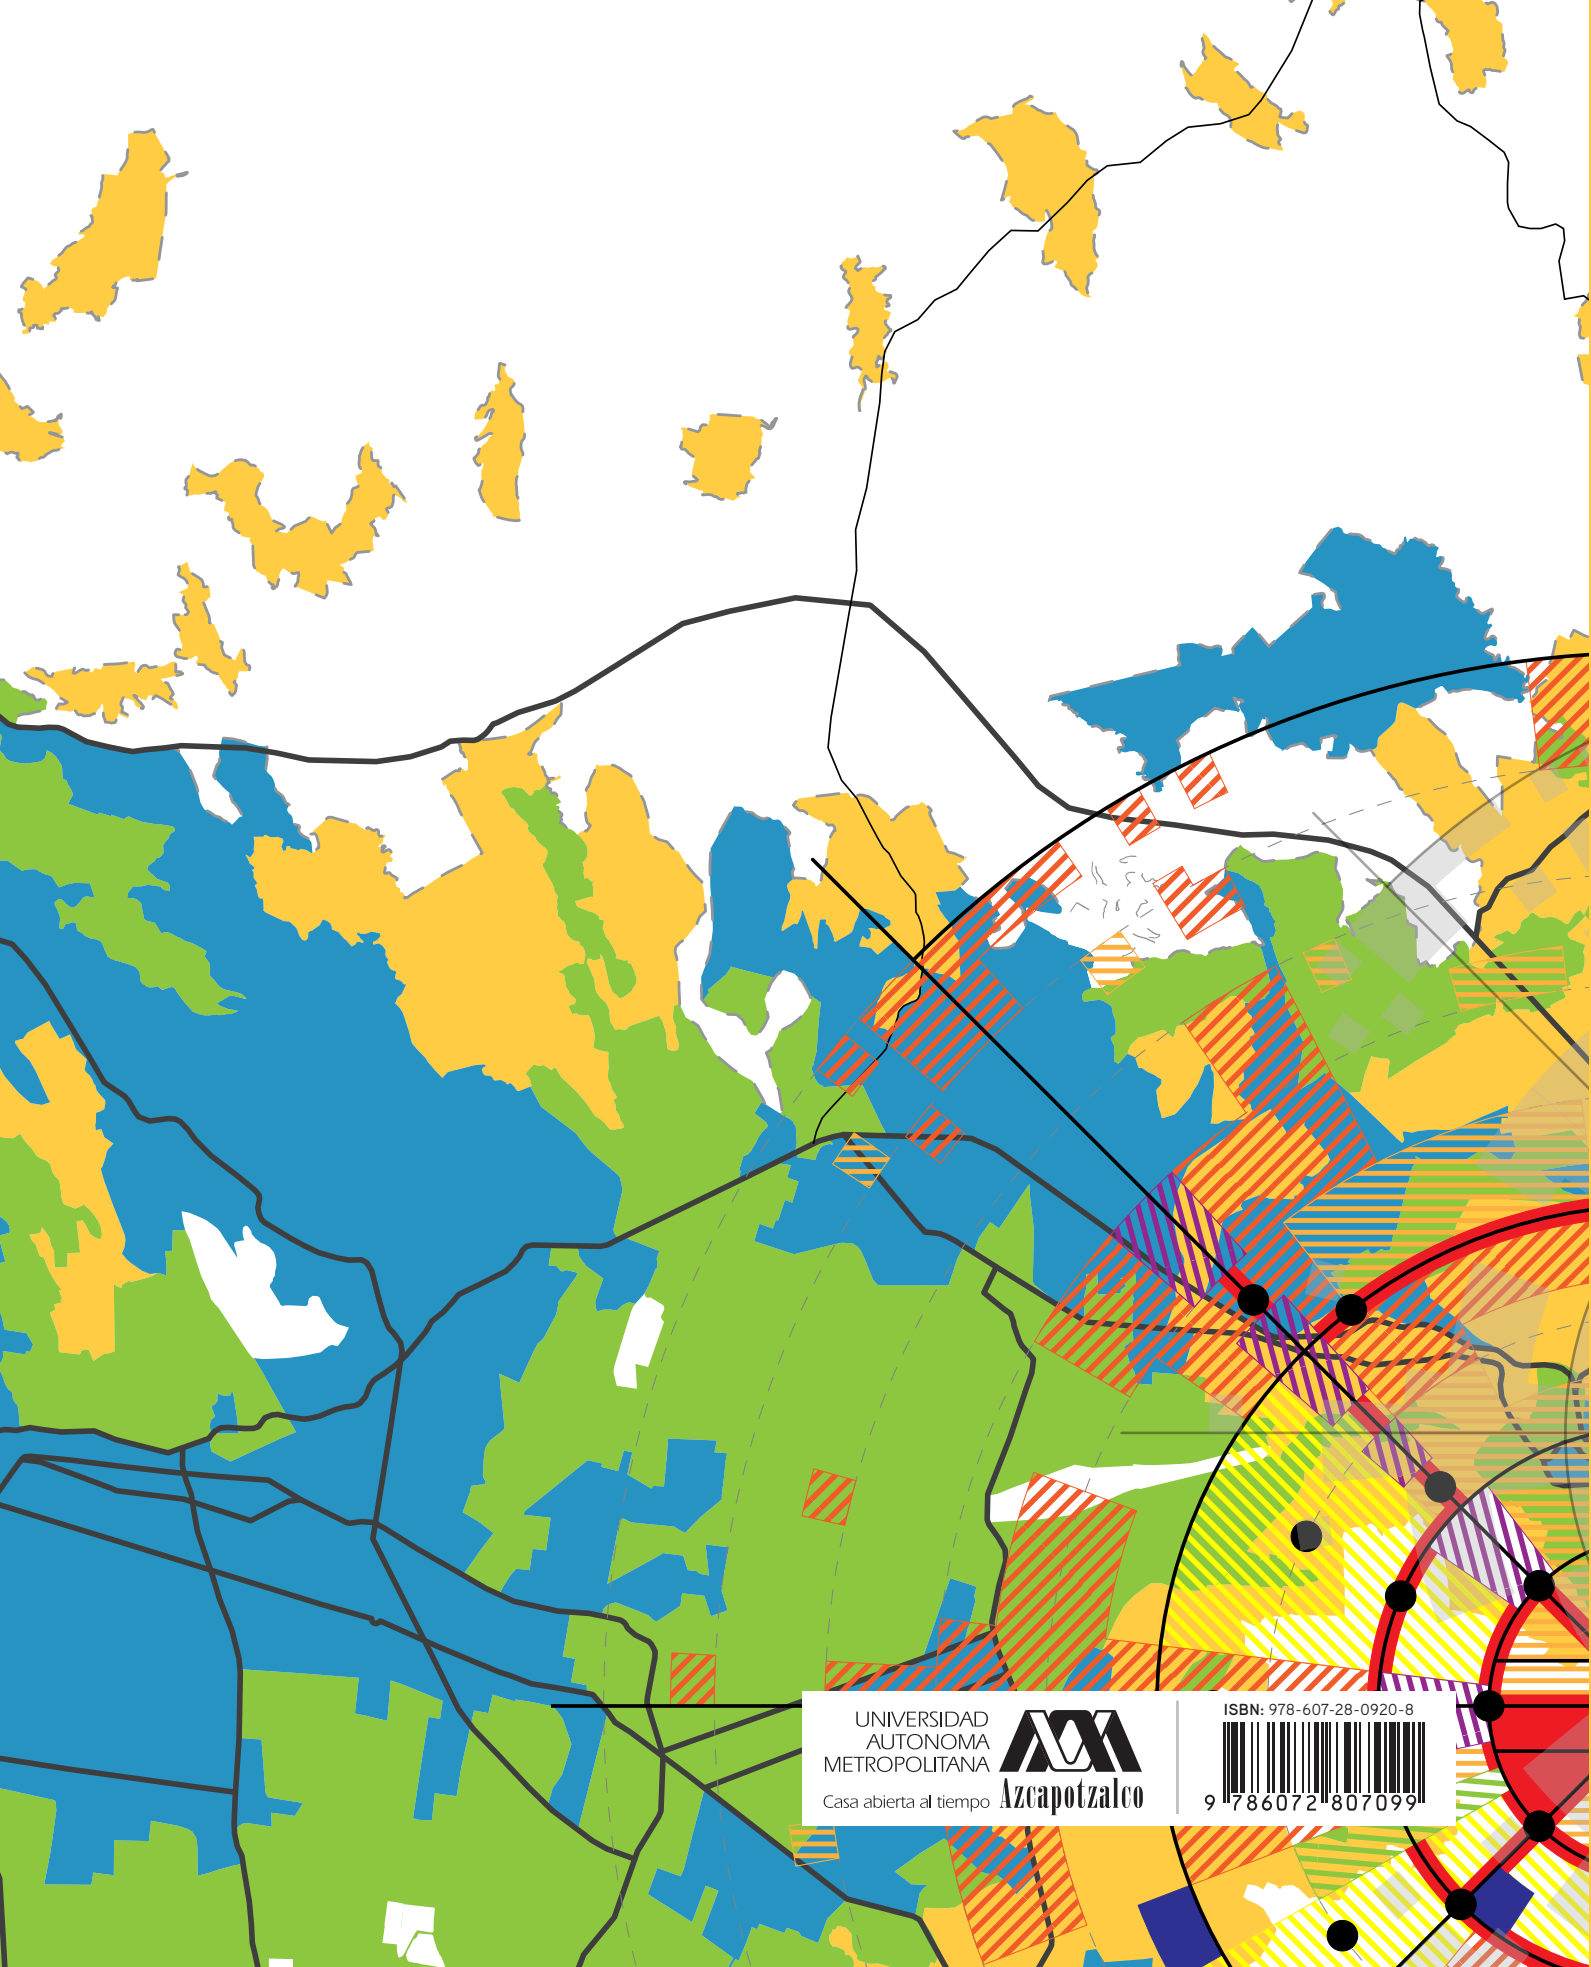 UNIVERSIDAD
AUTONOMA
METROPOLITANA
Casa abierta al tiempo
Azcapotzalco
ISBN: 978-607-28-0920-8
9 786072 807099